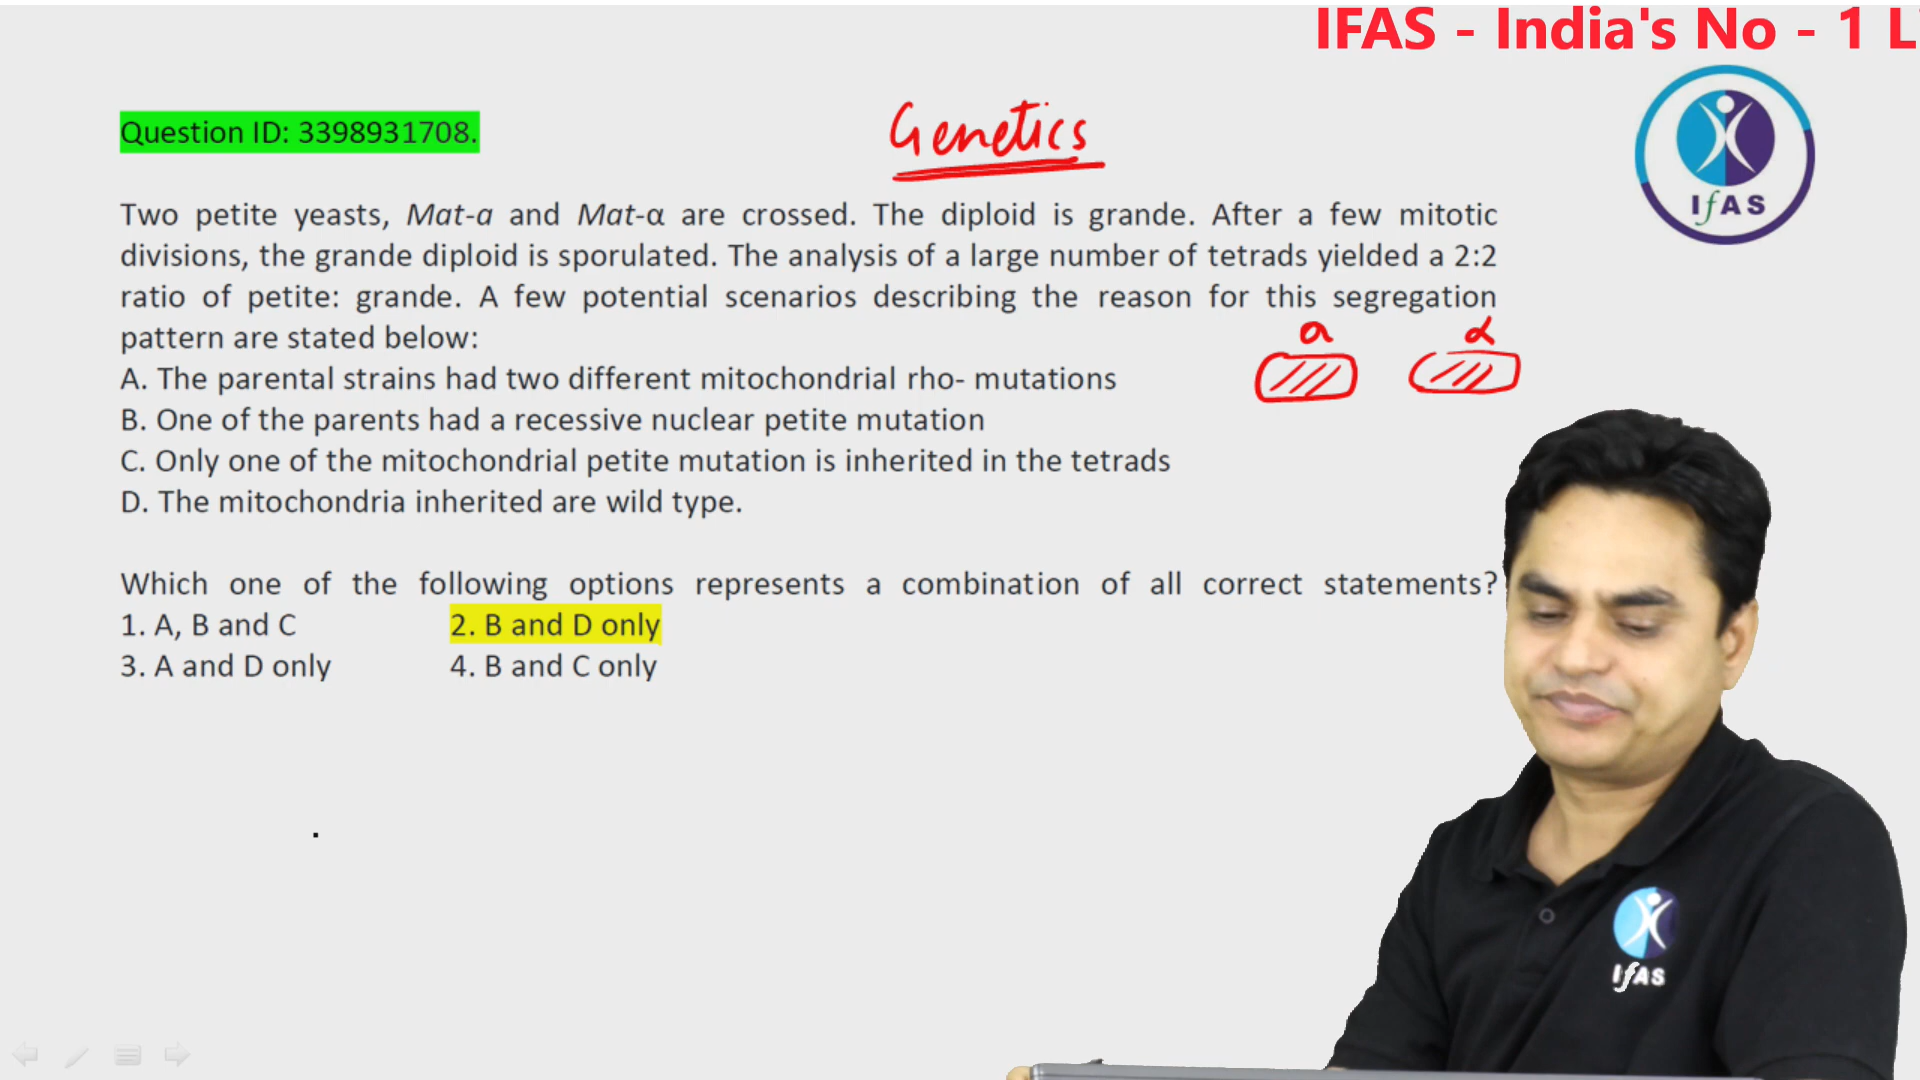 IFAS - India's No - 1 L
Question ID: 3398931708.
Genetics
IfAS
Two petite yeasts, Mat-a and Mat-α are crossed. The diploid is grande. After a few mitotic
divisions, the grande diploid is sporulated. The analysis of a large number of tetrads yielded a 2:2
ratio of petite: grande. A few potential scenarios describing the reason for this segregation
pattern are stated below:
a α
A. The parental strains had two different mitochondrial rho- mutations
B. One of the parents had a recessive nuclear petite mutation
C. Only one of the mitochondrial petite mutation is inherited in the tetrads
D. The mitochondria inherited are wild type.
Which one of the following options represents a combination of all correct statements?
1. A, B and C 2. B and D only
3. A and D only 4. B and C only
IfAS